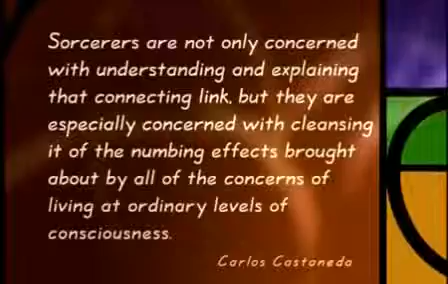 Sorcerers are not only concerned
with understanding and explaining
that connecting link, but they are
especially concerned with cleansing
it of the numbing effects brought
about by all of the concerns of
living at ordinary levels of
consciousness.
Carlos Castaneda